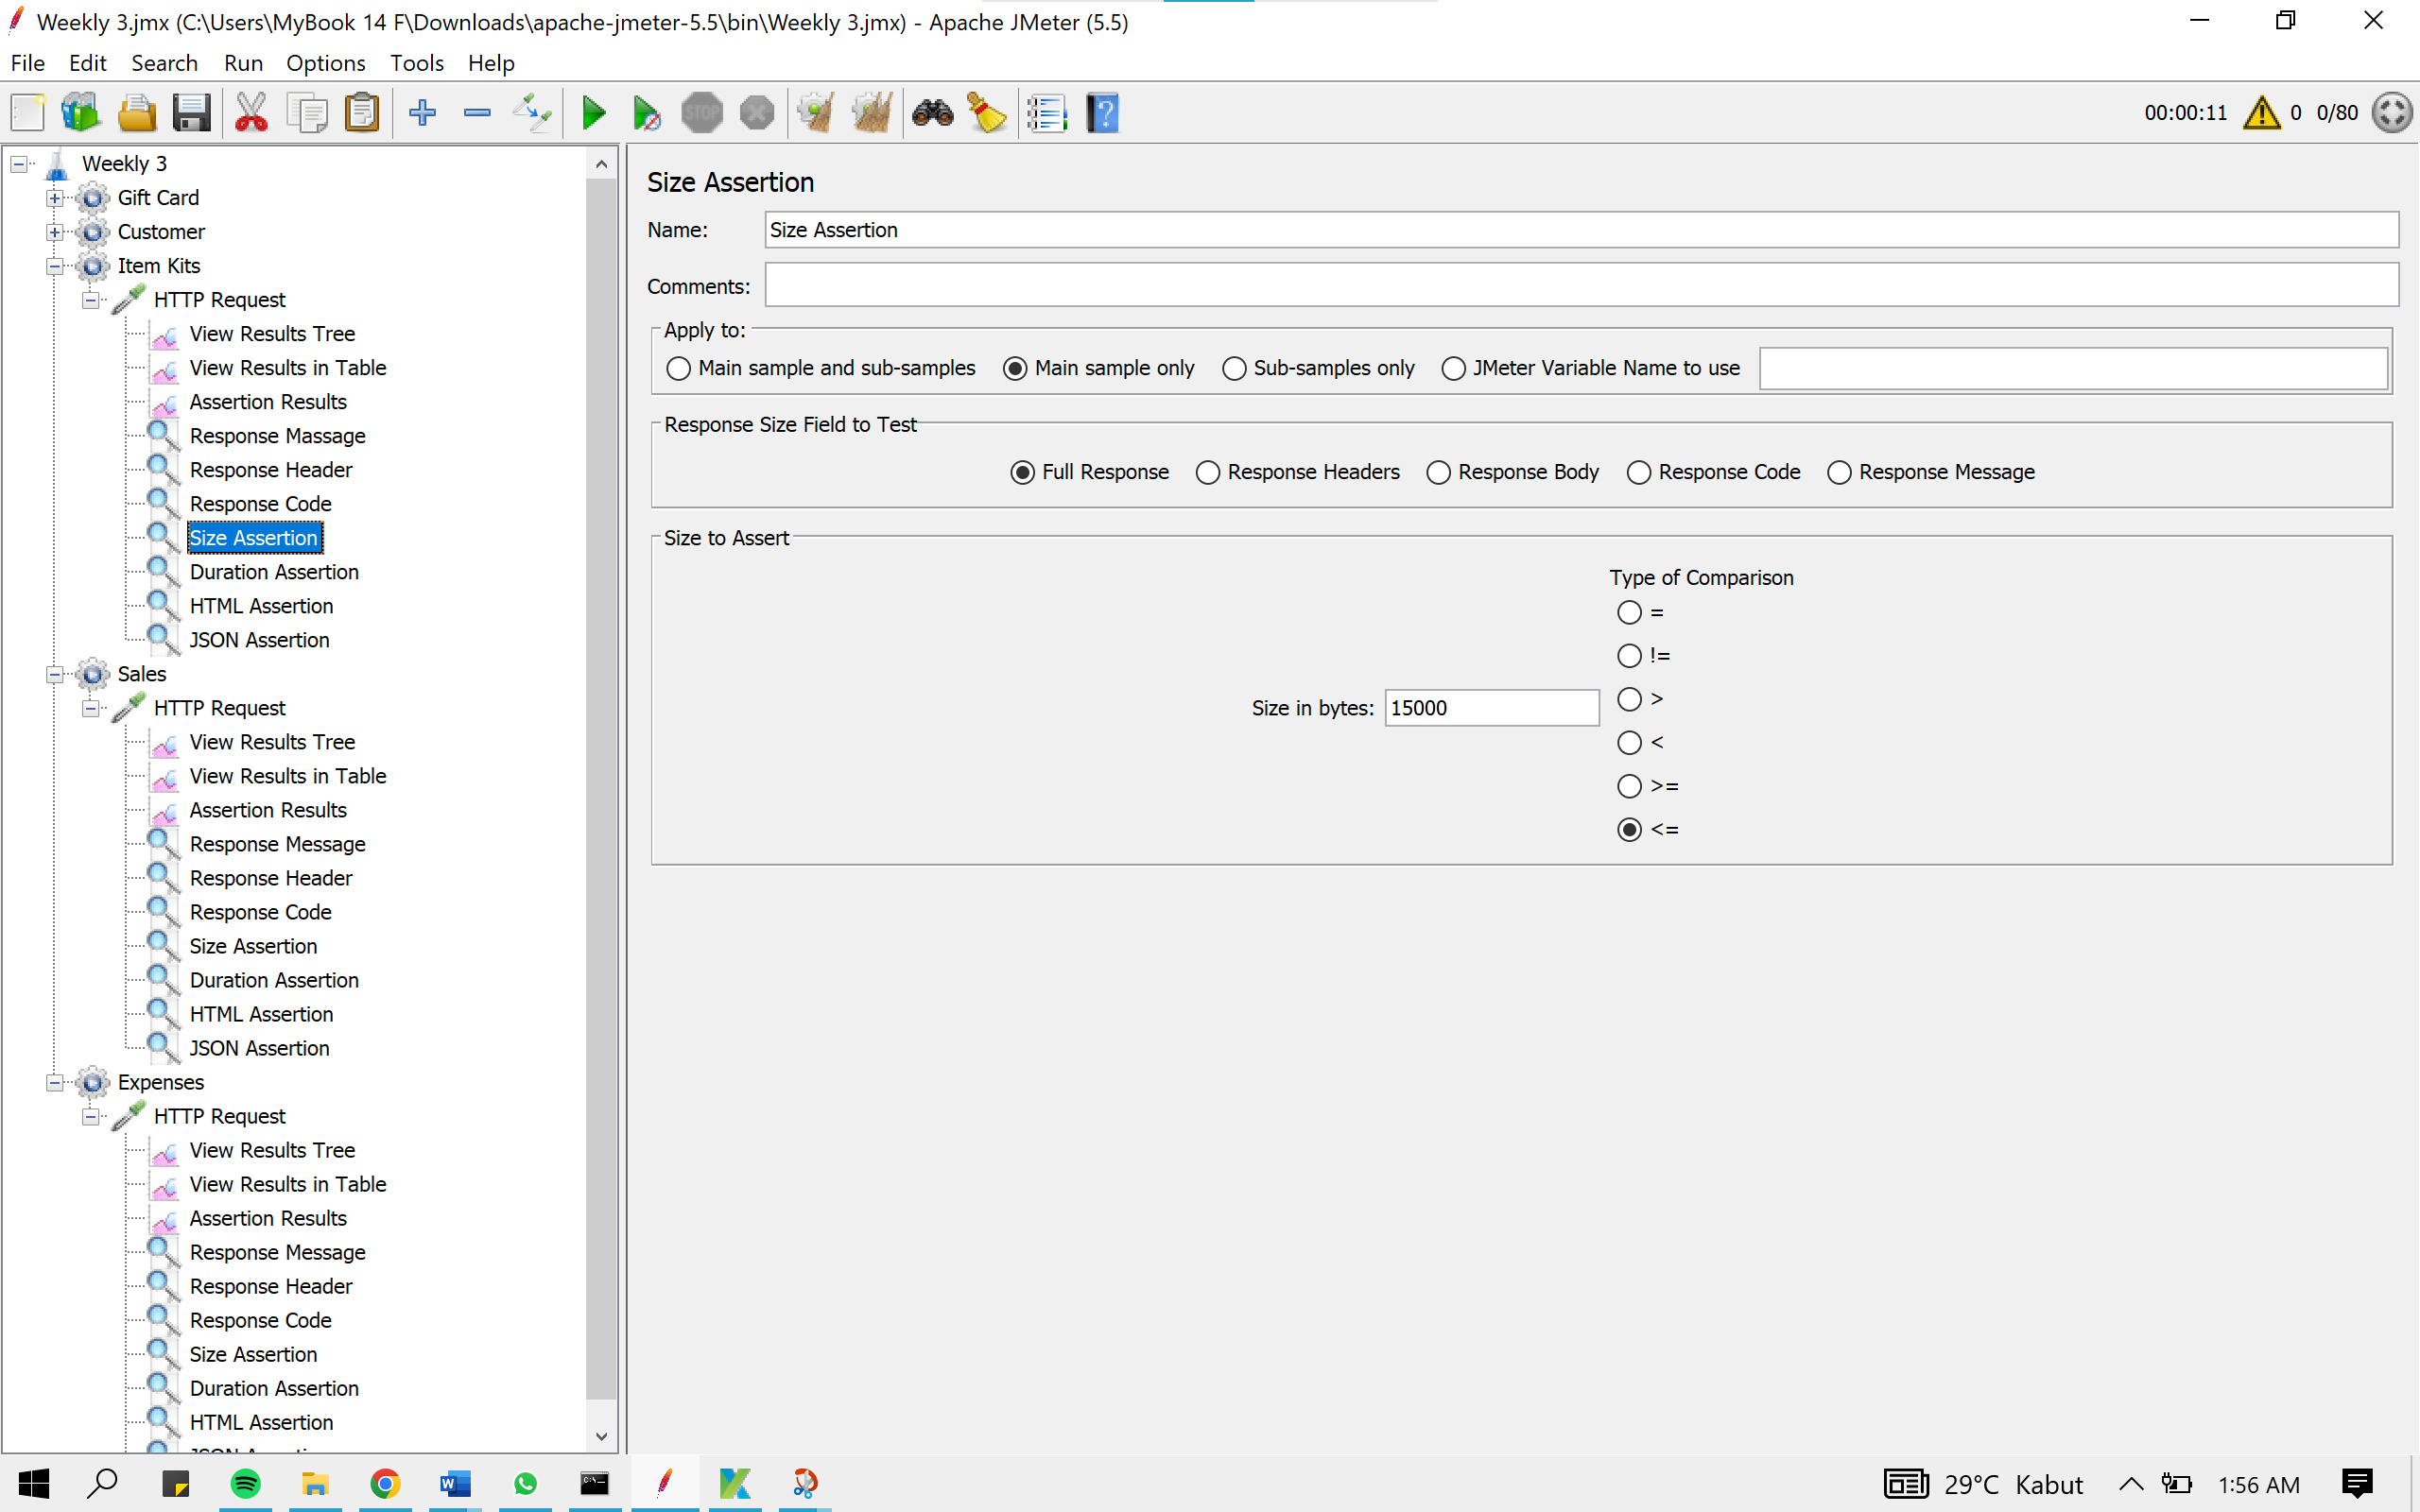 Weekly 3.jmx (C:\Users\MyBook 14 F\Downloads\apache-jmeter-5.5\bin\Weekly 3.jmx) - Apache JMeter (5.5)
File Edit Search Run Options Tools Help
STOP
00:00:11 0 0/80
Weekly 3
Gift Card
Customer
Item Kits
HTTP Request
View Results Tree
View Results in Table
Assertion Results
Response Massage
Response Header
Response Code
Size Assertion
Duration Assertion
HTML Assertion
JSON Assertion
Sales
HTTP Request
View Results Tree
View Results in Table
Assertion Results
Response Message
Response Header
Response Code
Size Assertion
Duration Assertion
HTML Assertion
JSON Assertion
Expenses
HTTP Request
View Results Tree
View Results in Table
Assertion Results
Response Message
Response Header
Response Code
Size Assertion
Duration Assertion
HTML Assertion
Size Assertion
Name: Size Assertion
Comments:
Apply to:
Main sample and sub-samples Main sample only Sub-samples only JMeter Variable Name to use
Response Size Field to Test
Full Response Response Headers Response Body Response Code Response Message
Size to Assert
Type of Comparison
=
!=
>
Size in bytes: 15000
<
>=
<=
29°C Kabut 1:56 AM